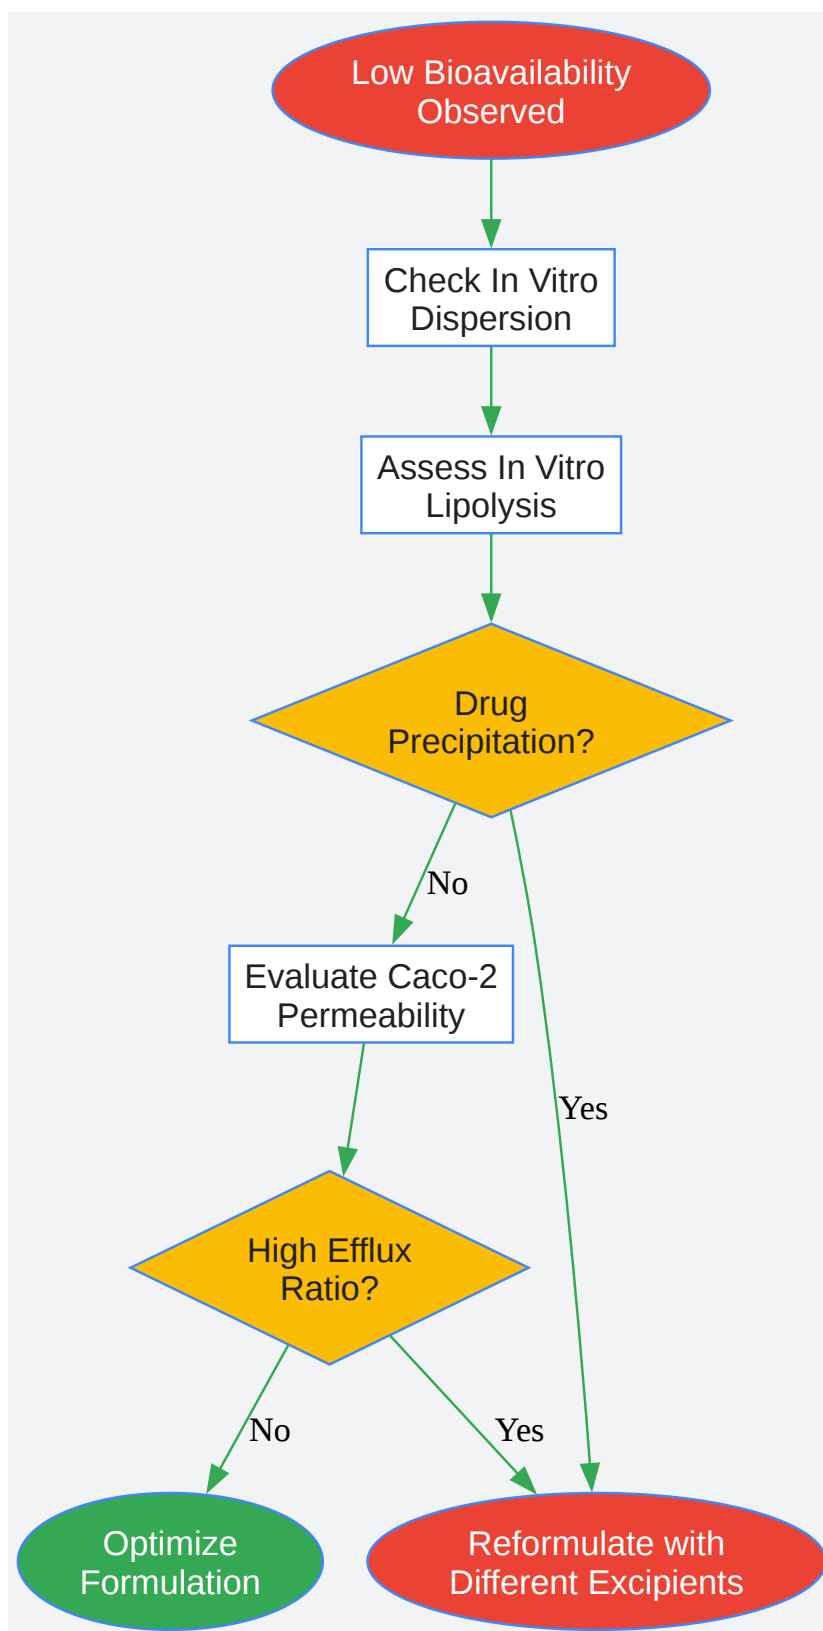 Low Bioavailability
Observed
Check In Vitro
Dispersion
Assess In Vitro
Lipolysis
Drug
Precipitation?
No
Evaluate Caco-2
Permeability
Yes
High Efflux
Ratio?
No
Yes
Optimize
Formulation
Reformulate with
Different Excipients